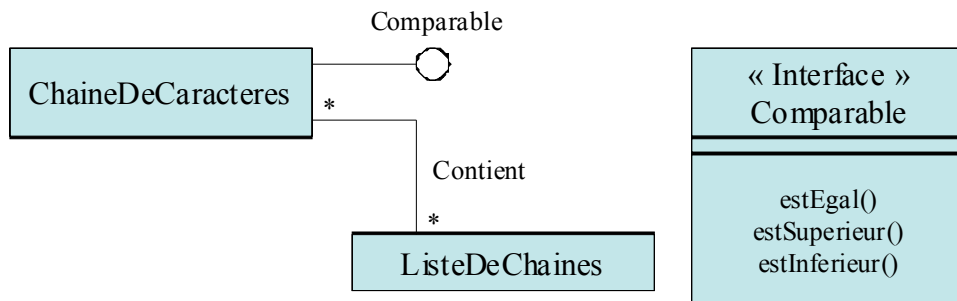 Comparable
ChaineDeCaracteres
*
Contient
*
ListeDeChaines
« Interface »
Comparable
estEgal()
estSuperieur()
estInferieur()